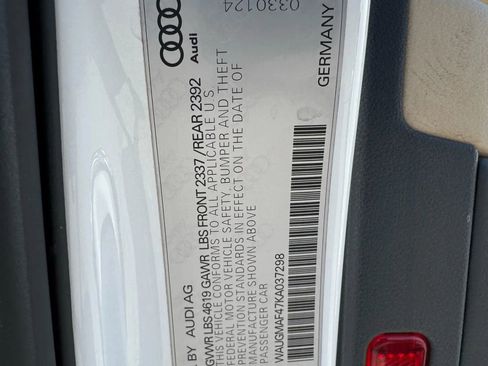 0330124
Audi
GERMANY
.BY AUDI AG
GVWR LBS 4619 GAWR LBS FRONT 2337/REAR 2392
THIS VEHICLE CONFORMS TO ALL APPLICABLE U.S.
FEDERAL MOTOR VEHICLE SAFETY, BUMPER AND THEFT
PREVENTION STANDARDS IN EFFECT ON THE DATE OF
MANUFACTURE SHOWN ABOVE
PASSENGER CAR
WAUGMAF47KA037298